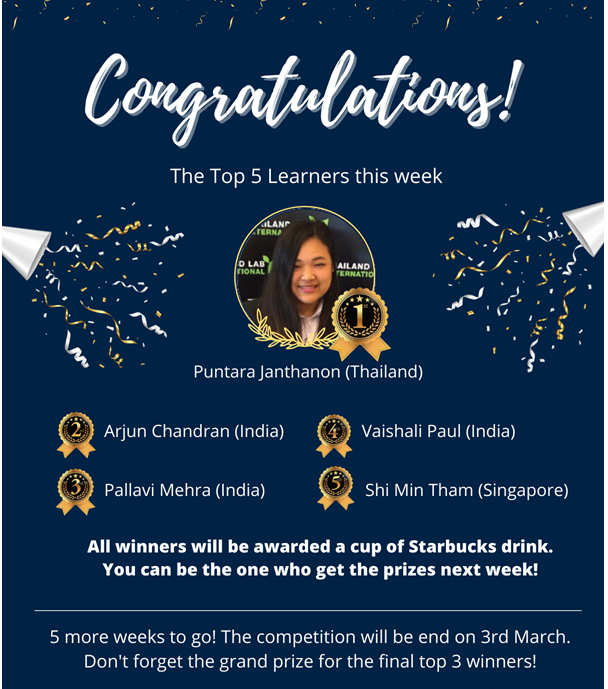 Congratulations!
The Top 5 Learners this week
AILAND
TERNA
D LAB
TIONAL
AILAND
TERNATIO
1
Puntara Janthanon (Thailand)
2 Arjun Chandran (India)
4 Vaishali Paul (India)
3 Pallavi Mehra (India)
5 Shi Min Tham (Singapore)
All winners will be awarded a cup of Starbucks drink.
You can be the one who get the prizes next week!
5 more weeks to go! The competition will be end on 3rd March.
Don't forget the grand prize for the final top 3 winners!